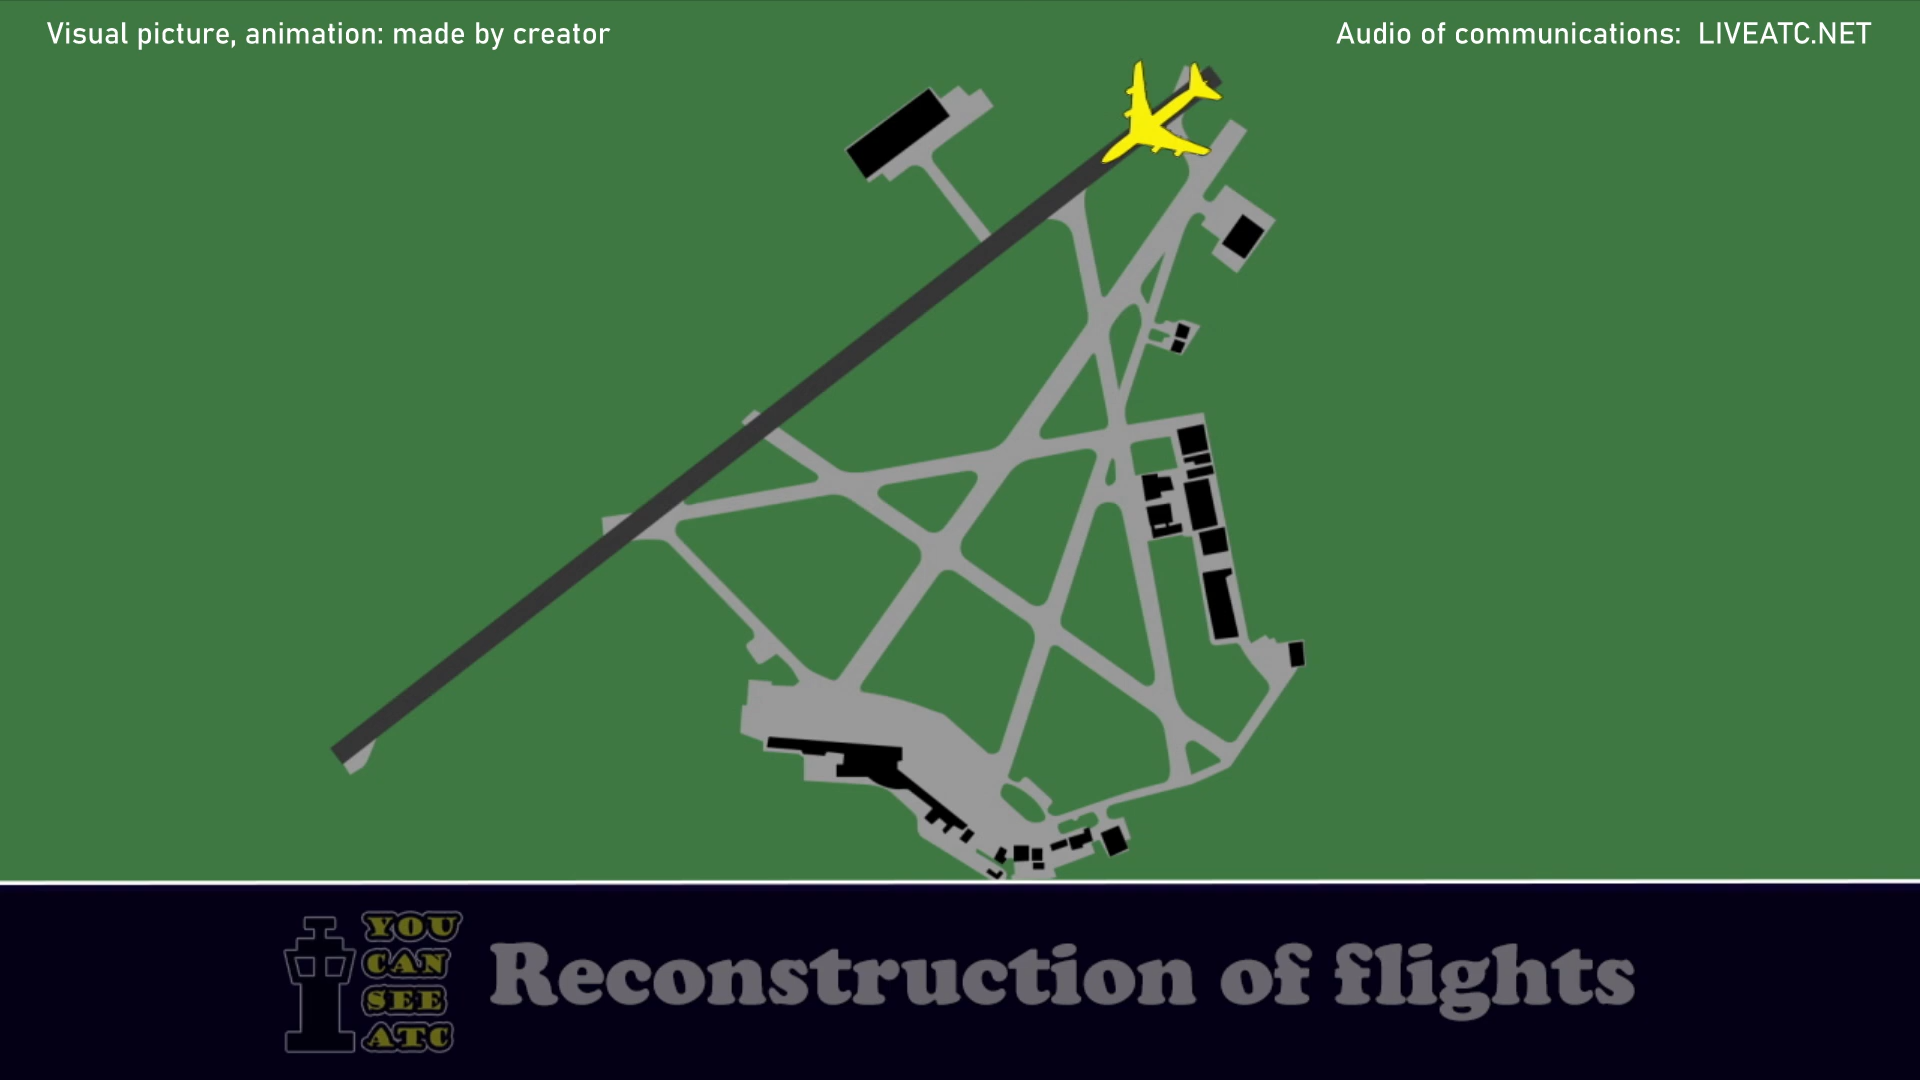 Visual picture, animation: made by creator
Audio of communications: LIVEATC.NET
YOU
CAN
SEE
ATC
Reconstruction of flights